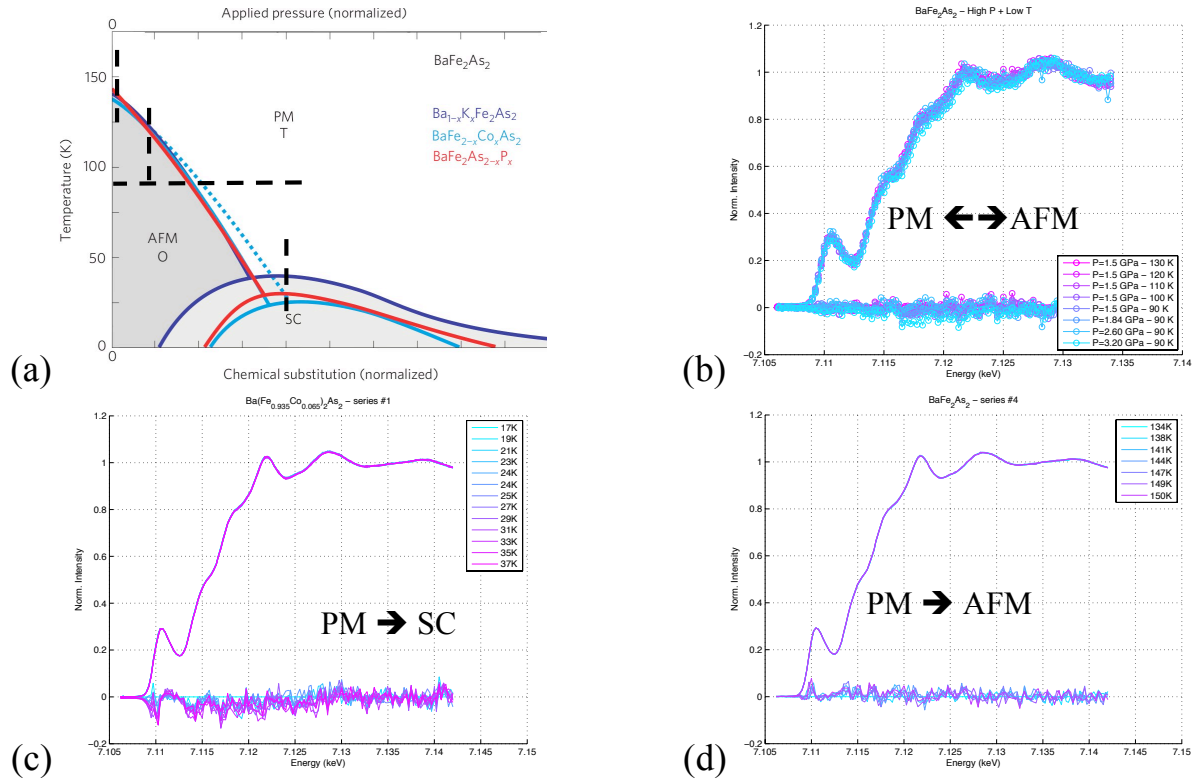 Applied pressure (normalized)
0
150
100
50
0
Temperature (K)
BaFe₂As₂
PM
T
Ba₁₋ₓKₓFe₂As₂
BaFe₂₋ₓCoₓAs₂
BaFe₂As₂₋ₓPₓ
AFM
O
SC
0
Chemical substitution (normalized)
(a)
BaFe₂As₂ – High P + Low T
1.2
1
0.8
0.6
0.4
0.2
0
−0.2
Norm. Intensity
PM ←→ AFM
P=1.5 GPa − 130 K
P=1.5 GPa − 120 K
P=1.5 GPa − 110 K
P=1.5 GPa − 100 K
P=1.5 GPa − 90 K
P=1.84 GPa − 90 K
P=2.60 GPa − 90 K
P=3.20 GPa − 90 K
7.105 7.11 7.115 7.12 7.125 7.13 7.135 7.14
Energy (keV)
(b)
Ba(Fe₀.₉₃₅Co₀.₀₆₅)₂As₂ – series #1
1.2
1
0.8
0.6
0.4
0.2
0
−0.2
Norm. Intensity
17K
19K
21K
23K
24K
24K
25K
27K
29K
31K
33K
35K
37K
PM → SC
7.105 7.11 7.115 7.12 7.125 7.13 7.135 7.14 7.145 7.15
Energy (keV)
(c)
BaFe₂As₂ – series #4
1.2
1
0.8
0.6
0.4
0.2
0
−0.2
Norm. Intensity
134K
138K
141K
144K
147K
149K
150K
PM → AFM
7.105 7.11 7.115 7.12 7.125 7.13 7.135 7.14 7.145 7.15
Energy (keV)
(d)